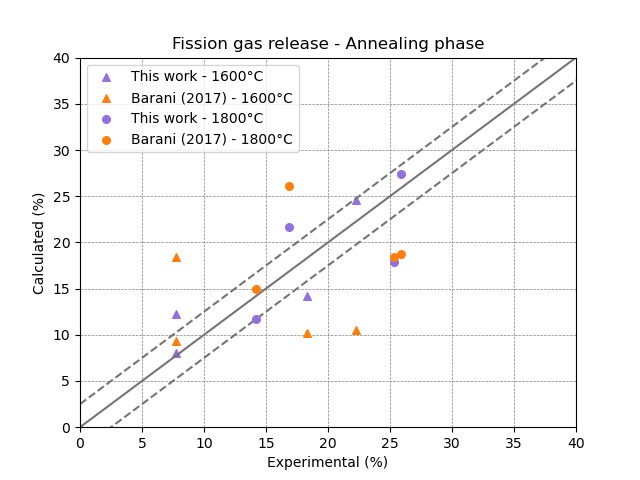 Fission gas release - Annealing phase
This work - 1600°C
Barani (2017) - 1600°C
This work - 1800°C
Barani (2017) - 1800°C
40
35
30
25
20
15
10
5
0
Calculated (%)
0 5 10 15 20 25 30 35 40
Experimental (%)